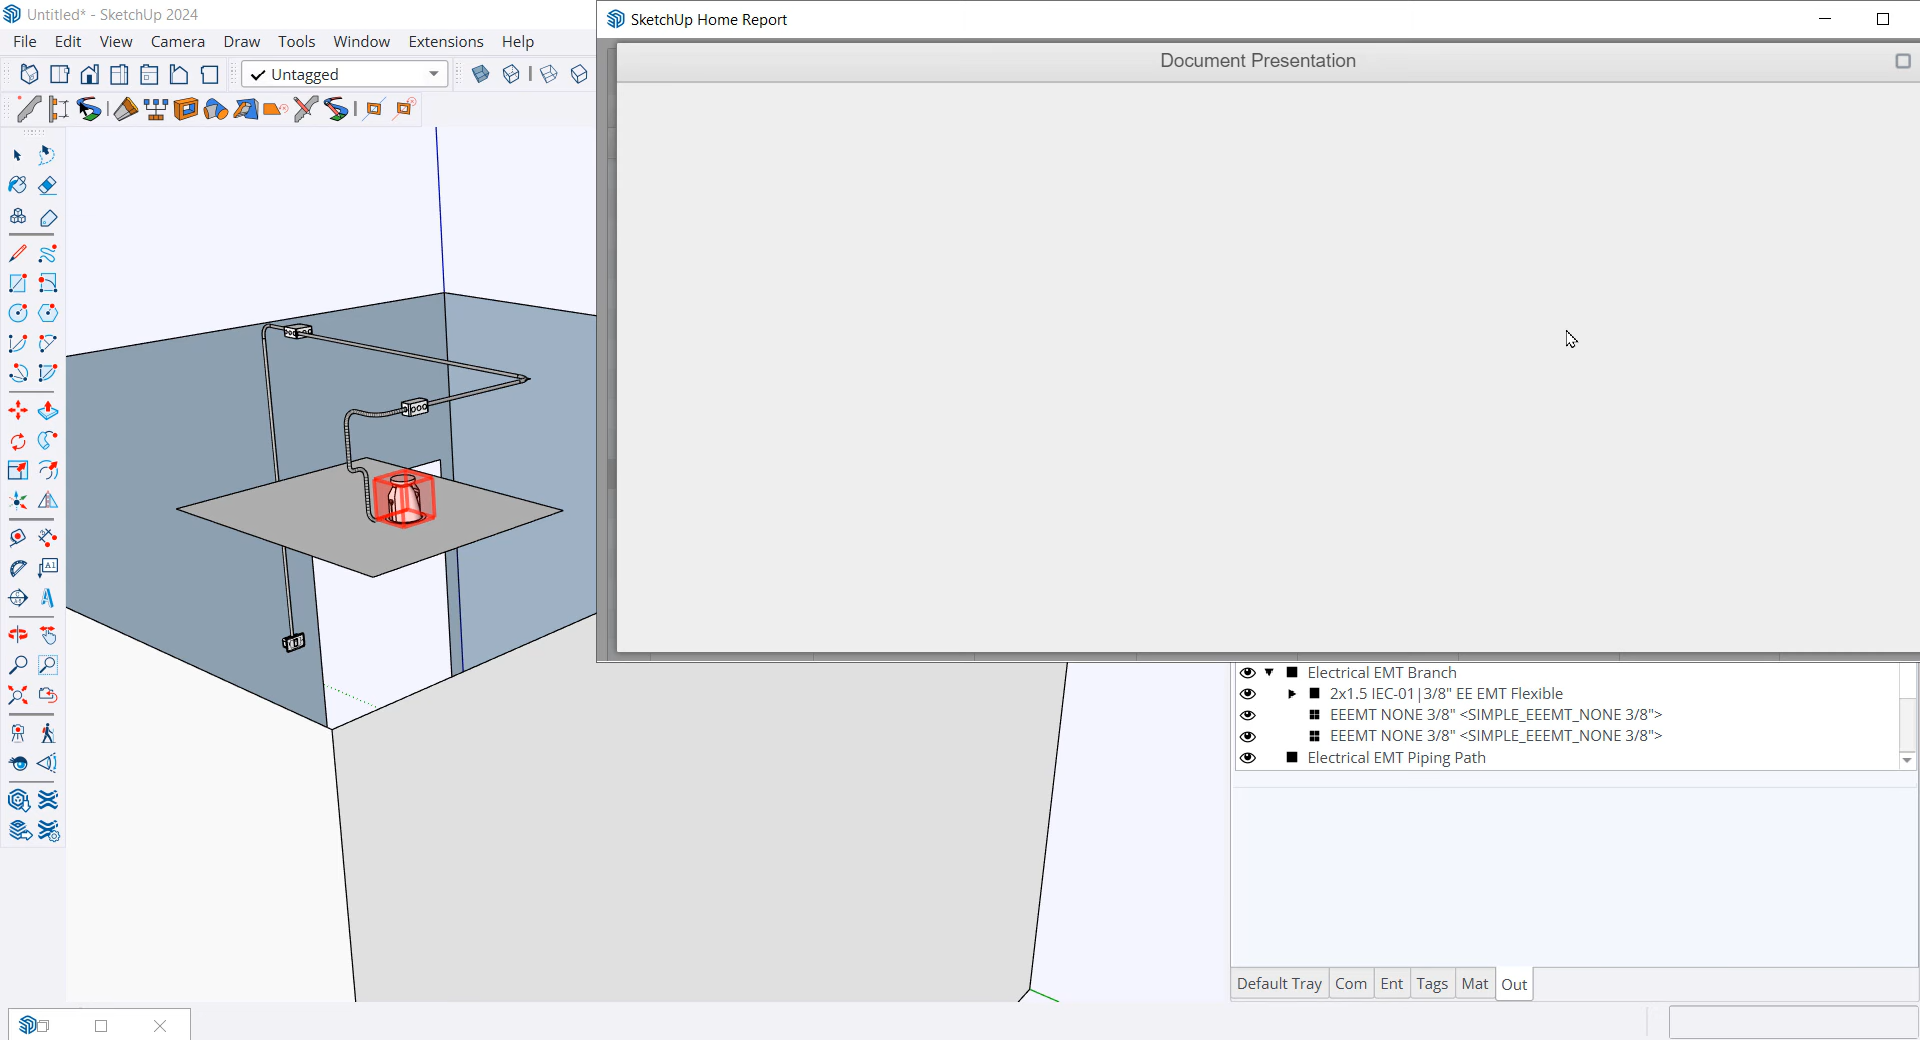 Untitled* - SketchUp 2024
File Edit View Camera Draw Tools Window Extensions Help
Untagged
SketchUp Home Report
Document Presentation
A1
Electrical EMT Branch
2x1.5 IEC-01|3/8" EE EMT Flexible
EEEMT NONE 3/8" <SIMPLE_EEEMT_NONE 3/8">
EEEMT NONE 3/8" <SIMPLE_EEEMT_NONE 3/8">
Electrical EMT Piping Path
Default Tray Com Ent Tags Mat Out